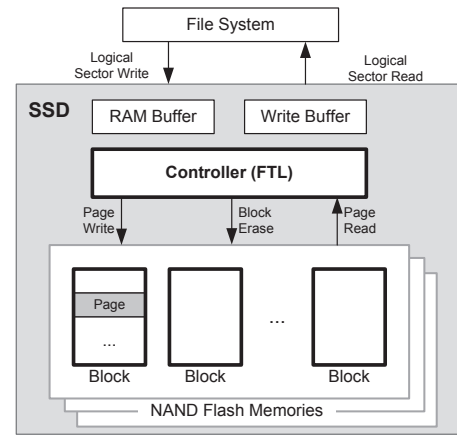 File System
Logical
Sector Write
Logical
Sector Read
SSD
RAM Buffer
Write Buffer
Controller (FTL)
Page
Write
Block
Erase
Page
Read
Page
...
...
Block
Block
Block
NAND Flash Memories